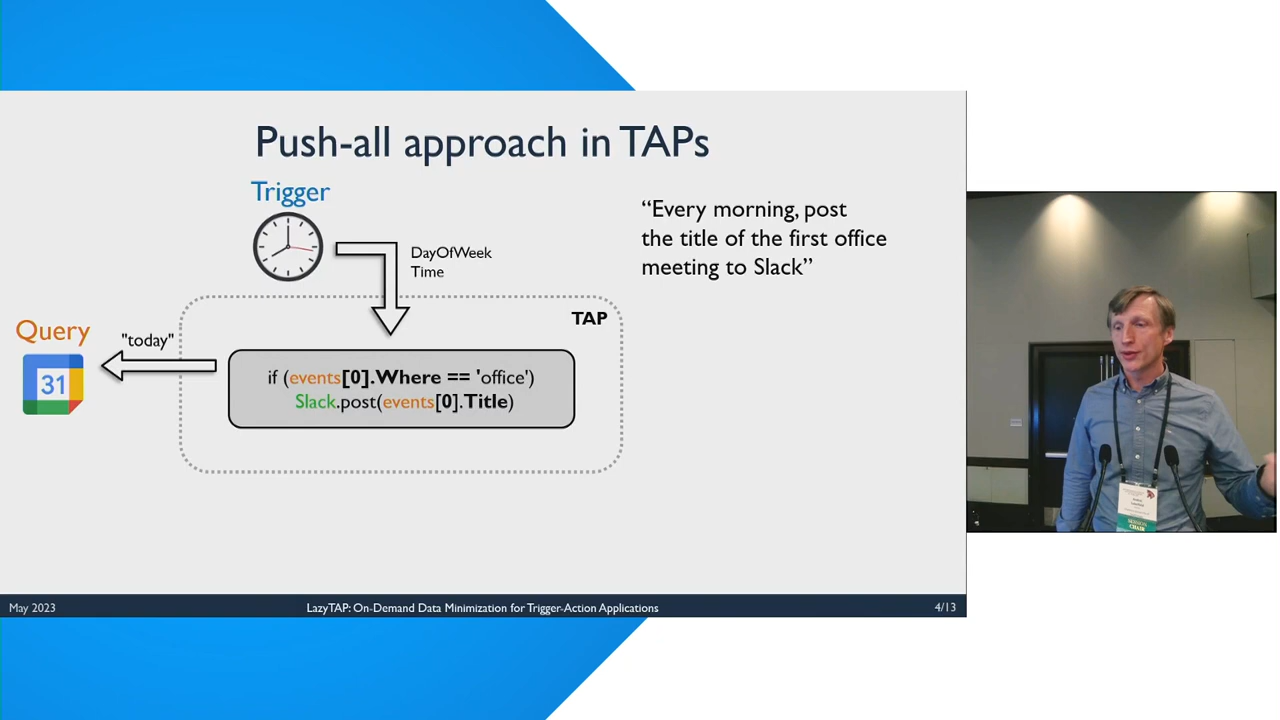 Push-all approach in TAPs
Trigger
DayOfWeek
Time
“Every morning, post
the title of the first office
meeting to Slack”
TAP
Query
"today"
31
if (events[0].Where == 'office')
Slack.post(events[0].Title)
SESSION
CHAIR
May 2023
LazyTAP: On-Demand Data Minimization for Trigger-Action Applications
4/13